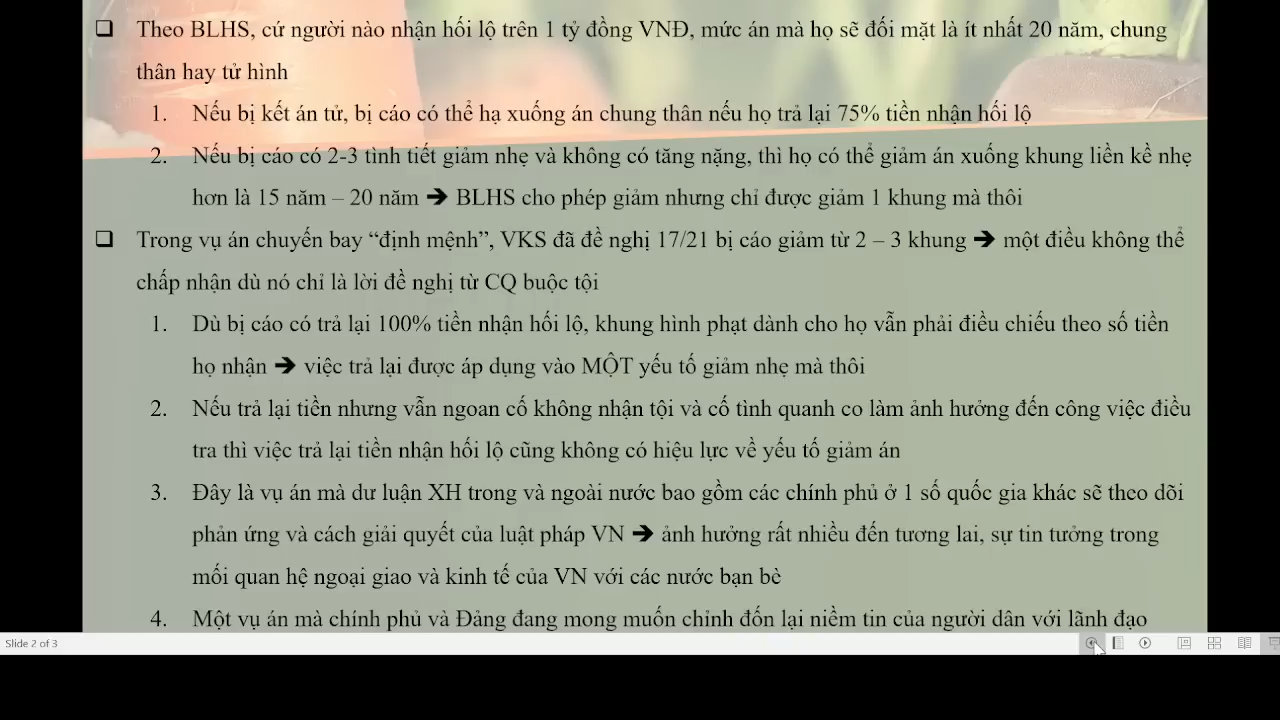 ❑ Theo BLHS, cứ người nào nhận hối lộ trên 1 tỷ đồng VNĐ, mức án mà họ sẽ đối mặt là ít nhất 20 năm, chung
thân hay tử hình
1. Nếu bị kết án tử, bị cáo có thể hạ xuống án chung thân nếu họ trả lại 75% tiền nhận hối lộ
2. Nếu bị cáo có 2-3 tình tiết giảm nhẹ và không có tăng nặng, thì họ có thể giảm án xuống khung liền kề nhẹ
hơn là 15 năm – 20 năm ➔ BLHS cho phép giảm nhưng chỉ được giảm 1 khung mà thôi
❑ Trong vụ án chuyến bay “định mệnh”, VKS đã đề nghị 17/21 bị cáo giảm từ 2 – 3 khung ➔ một điều không thể
chấp nhận dù nó chỉ là lời đề nghị từ CQ buộc tội
1. Dù bị cáo có trả lại 100% tiền nhận hối lộ, khung hình phạt dành cho họ vẫn phải điều chiếu theo số tiền
họ nhận ➔ việc trả lại được áp dụng vào MỘT yếu tố giảm nhẹ mà thôi
2. Nếu trả lại tiền nhưng vẫn ngoan cố không nhận tội và cố tình quanh co làm ảnh hưởng đến công việc điều
tra thì việc trả lại tiền nhận hối lộ cũng không có hiệu lực về yếu tố giảm án
3. Đây là vụ án mà dư luận XH trong và ngoài nước bao gồm các chính phủ ở 1 số quốc gia khác sẽ theo dõi
phản ứng và cách giải quyết của luật pháp VN ➔ ảnh hưởng rất nhiều đến tương lai, sự tin tưởng trong
mối quan hệ ngoại giao và kinh tế của VN với các nước bạn bè
4. Một vụ án mà chính phủ và Đảng đang mong muốn chỉnh đốn lại niềm tin của người dân với lãnh đạo
Slide 2 of 3